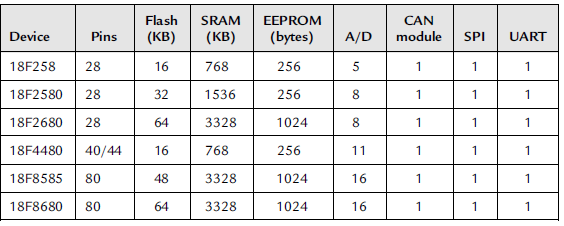 Device Pins Flash (KB) SRAM (KB) EEPROM (bytes) A/D CAN module SPI UART
18F258 28 16 768 256 5 1 1 1
18F2580 28 32 1536 256 8 1 1 1
18F2680 28 64 3328 1024 8 1 1 1
18F4480 40/44 16 768 256 11 1 1 1
18F8585 80 48 3328 1024 16 1 1 1
18F8680 80 64 3328 1024 16 1 1 1